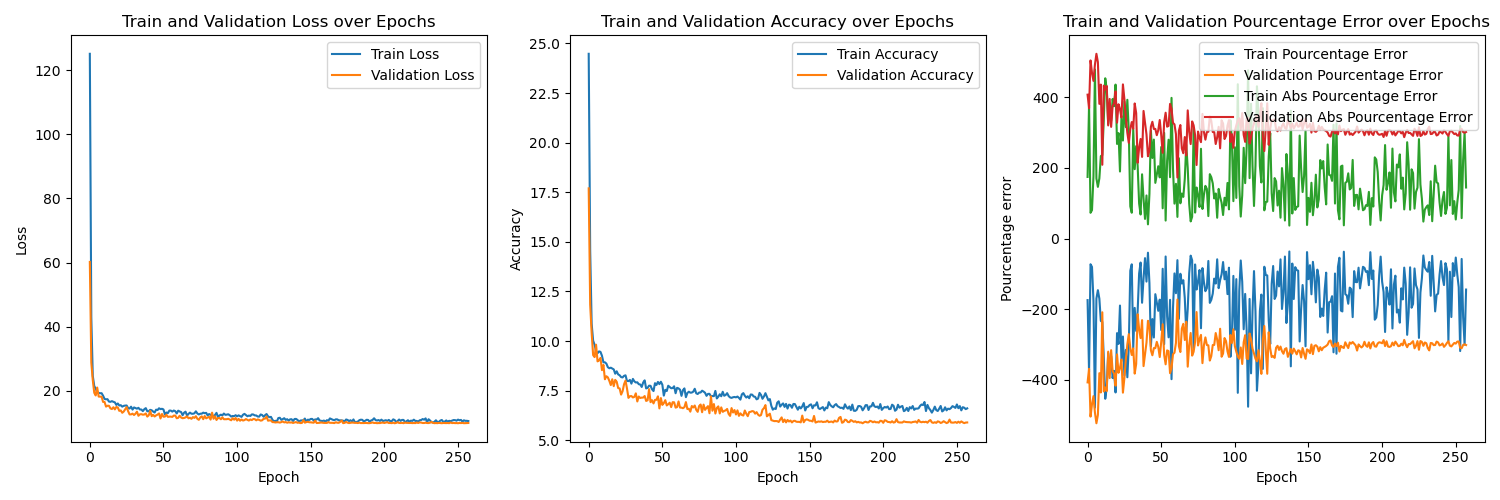 Train and Validation Loss over Epochs
Train Loss
Validation Loss
120
100
80
60
40
20
Loss
0
50
100
150
200
250
Epoch
Train and Validation Accuracy over Epochs
Train Accuracy
Validation Accuracy
25.0
22.5
20.0
17.5
15.0
12.5
10.0
7.5
5.0
Accuracy
0
50
100
150
200
250
Epoch
Train and Validation Pourcentage Error over Epochs
Train Pourcentage Error
Validation Pourcentage Error
Train Abs Pourcentage Error
Validation Abs Pourcentage Error
400
200
0
−200
−400
Pourcentage error
0
50
100
150
200
250
Epoch